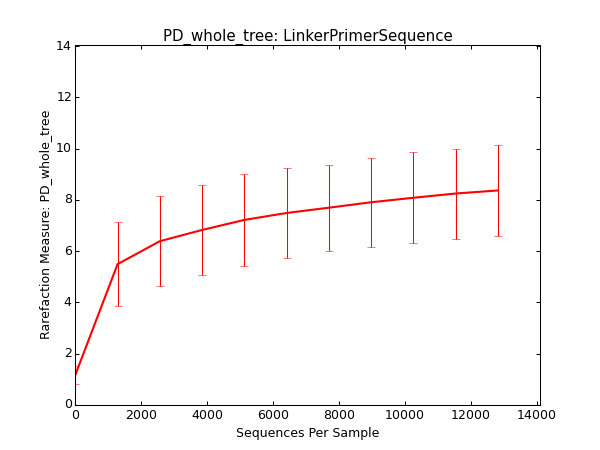 PD_whole_tree: LinkerPrimerSequence
14
12
10
8
6
4
2
0
Rarefaction Measure: PD_whole_tree
0 2000 4000 6000 8000 10000 12000 14000
Sequences Per Sample